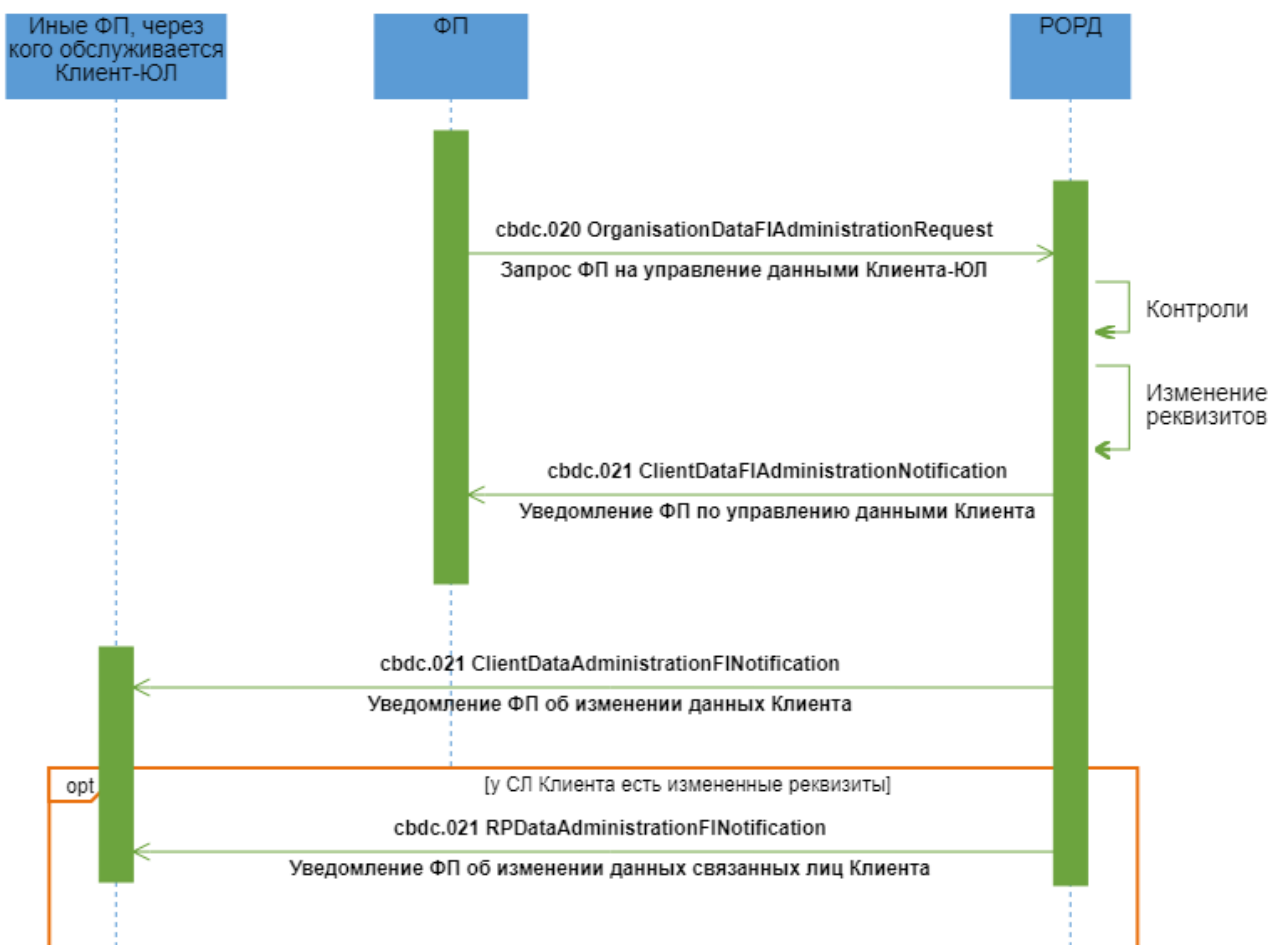 Иные ФП, через
кого обслуживается
Клиент-ЮЛ
ФП
РОРД
cbdc.020 OrganisationDataFIAdministrationRequest
Запрос ФП на управление данными Клиента-ЮЛ
Контроли
Изменение
реквизитов
cbdc.021 ClientDataFIAdministrationNotification
Уведомление ФП по управлению данными Клиента
cbdc.021 ClientDataAdministrationFINotification
Уведомление ФП об изменении данных Клиента
opt
[у СЛ Клиента есть измененные реквизиты]
cbdc.021 RPDataAdministrationFINotification
Уведомление ФП об изменении данных связанных лиц Клиента